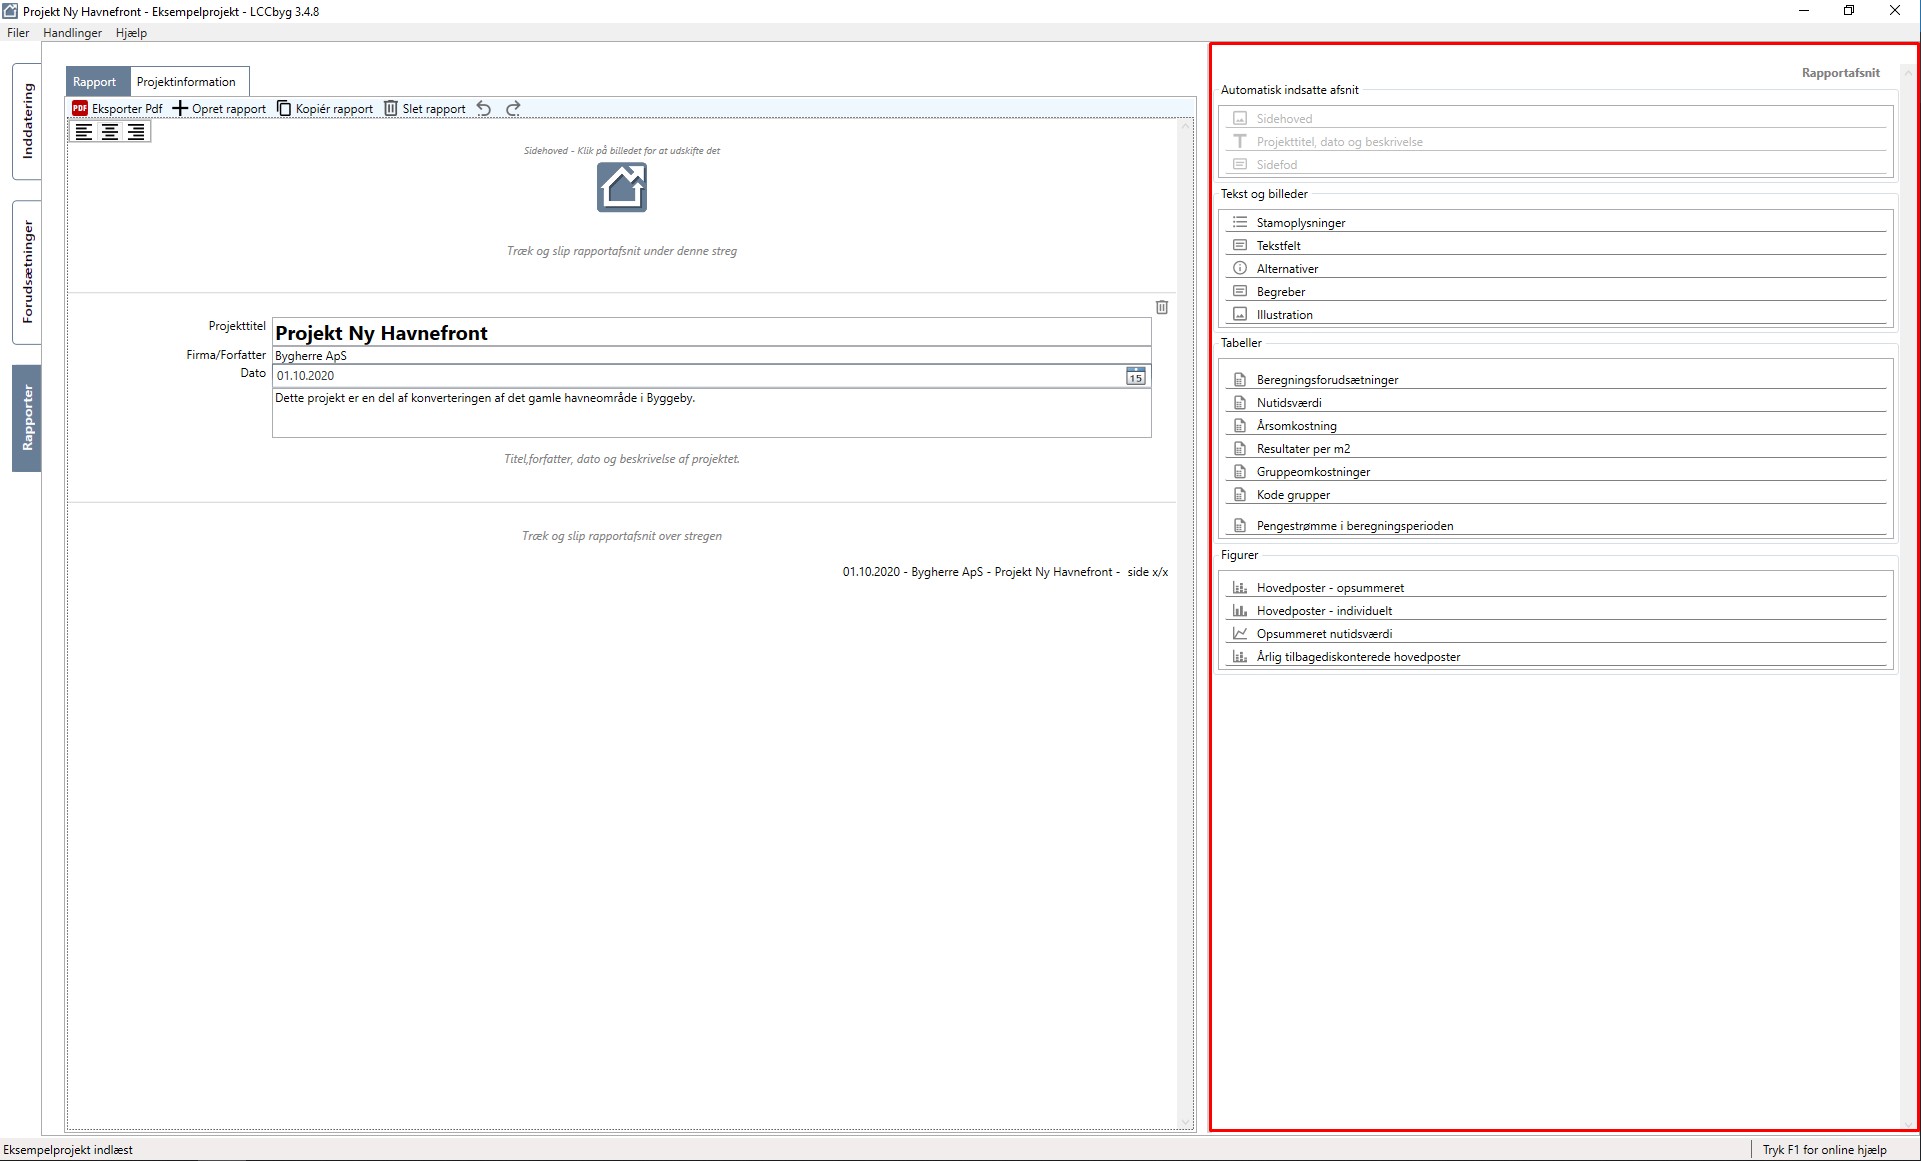 Projekt Ny Havnefront - Eksempelprojekt - LCCbyg 3.4.8
Filer Handlinger Hjælp
Inddatering
Forudsætninger
Rapporter
Rapport Projektinformation
PDF Eksporter Pdf Opret rapport Kopiér rapport Slet rapport
Sidehoved - Klik på billedet for at udskifte det
Træk og slip rapportafsnit under denne streg
Projekttitel Projekt Ny Havnefront
Firma/Forfatter Bygherre ApS
Dato 01.10.2020 15
Dette projekt er en del af konverteringen af det gamle havneområde i Byggeby.
Titel,forfatter, dato og beskrivelse af projektet.
Træk og slip rapportafsnit over stregen
01.10.2020 - Bygherre ApS - Projekt Ny Havnefront - side x/x
Rapportafsnit
Automatisk indsatte afsnit
Sidehoved
Projekttitel, dato og beskrivelse
Sidefod
Tekst og billeder
Stamoplysninger
Tekstfelt
Alternativer
Begreber
Illustration
Tabeller
Beregningsforudsætninger
Nutidsværdi
Årsomkostning
Resultater per m2
Gruppeomkostninger
Kode grupper
Pengestrømme i beregningsperioden
Figurer
Hovedposter - opsummeret
Hovedposter - individuelt
Opsummeret nutidsværdi
Årlig tilbagediskonterede hovedposter
Eksempelprojekt indlæst
Tryk F1 for online hjælp